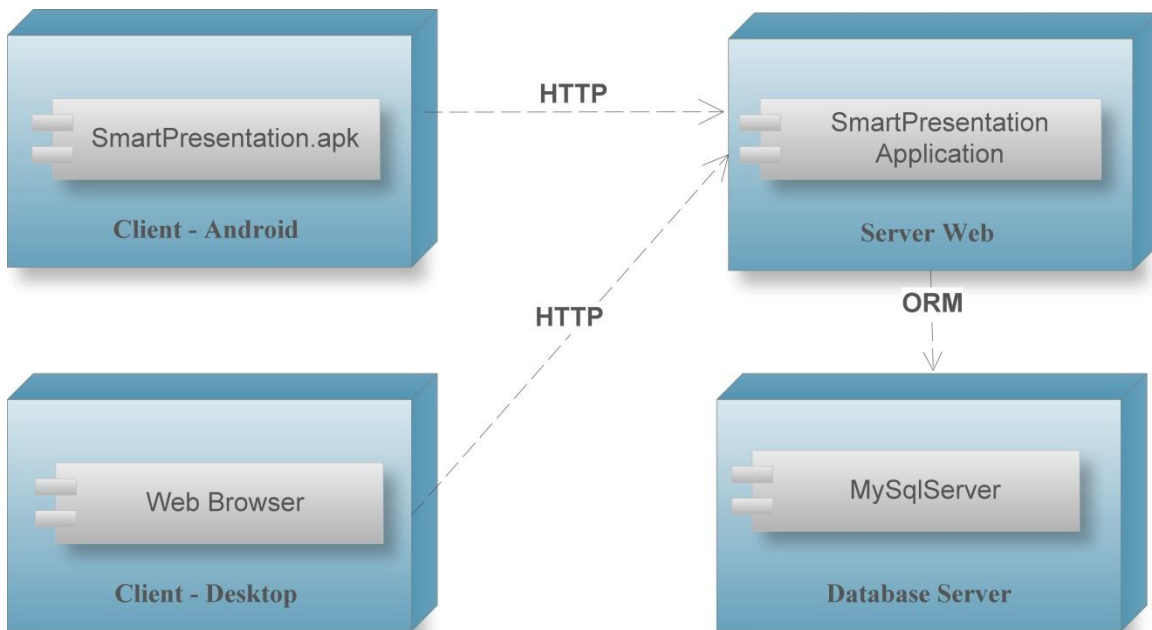 SmartPresentation.apk
Client - Android
HTTP
SmartPresentation
Application
Server Web
HTTP
ORM
Web Browser
Client - Desktop
MySqlServer
Database Server